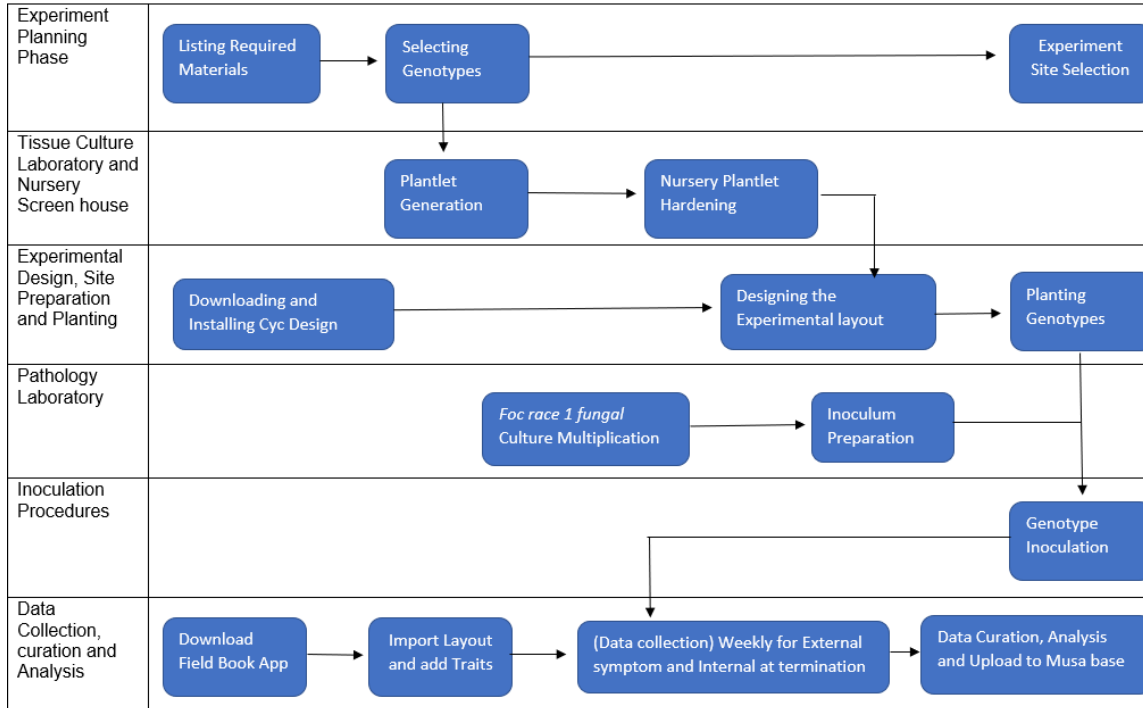 Experiment
Planning
Phase
Listing Required
Materials
Selecting
Genotypes
Experiment
Site Selection
Tissue Culture
Laboratory and
Nursery
Screen house
Plantlet
Generation
Nursery Plantlet
Hardening
Experimental
Design, Site
Preparation
and Planting
Downloading and
Installing Cyc Design
Designing the
Experimental layout
Planting
Genotypes
Pathology
Laboratory
Foc race 1 fungal
Culture Multiplication
Inoculum
Preparation
Inoculation
Procedures
Genotype
Inoculation
Data
Collection,
curation and
Analysis
Download
Field Book App
Import Layout
and add Traits
(Data collection) Weekly for External
symptom and Internal at termination
Data Curation, Analysis
and Upload to Musa base